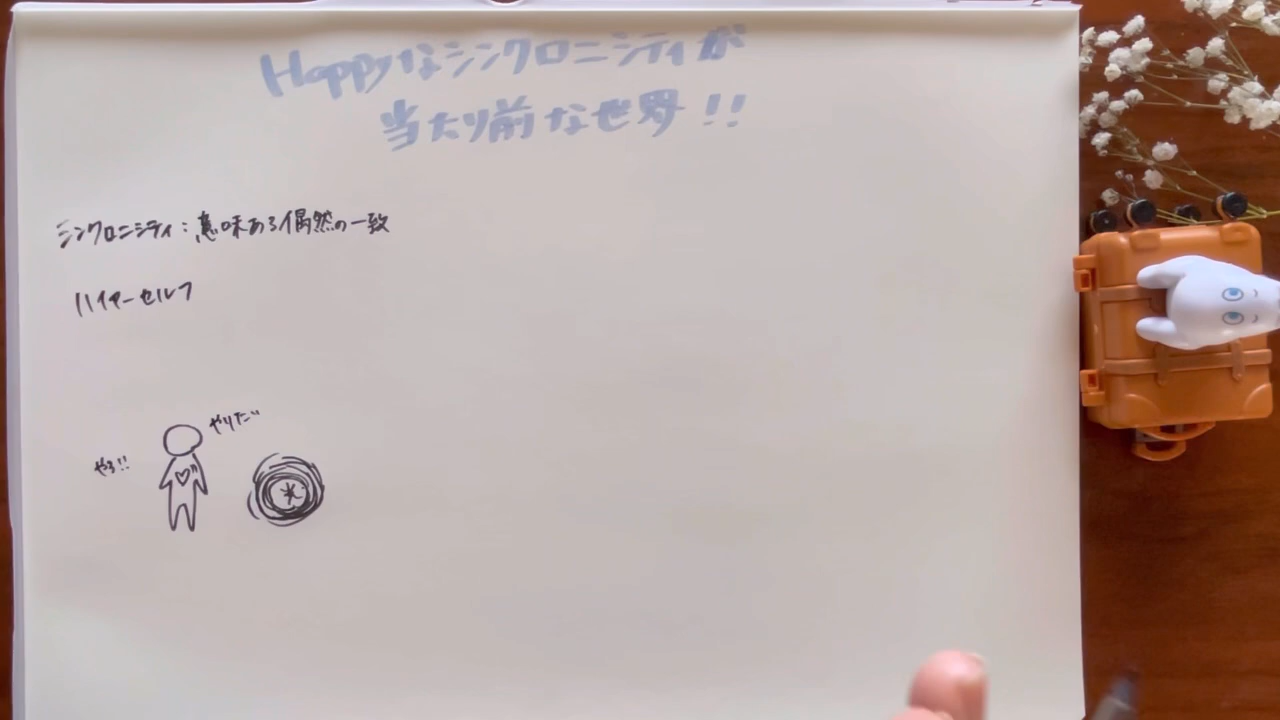 Happyなシンクロニシティが
当たり前な世界!!
シンクロニシティ:意味ある偶然の一致
ハイヤーセルフ
やりたい
やろ!!